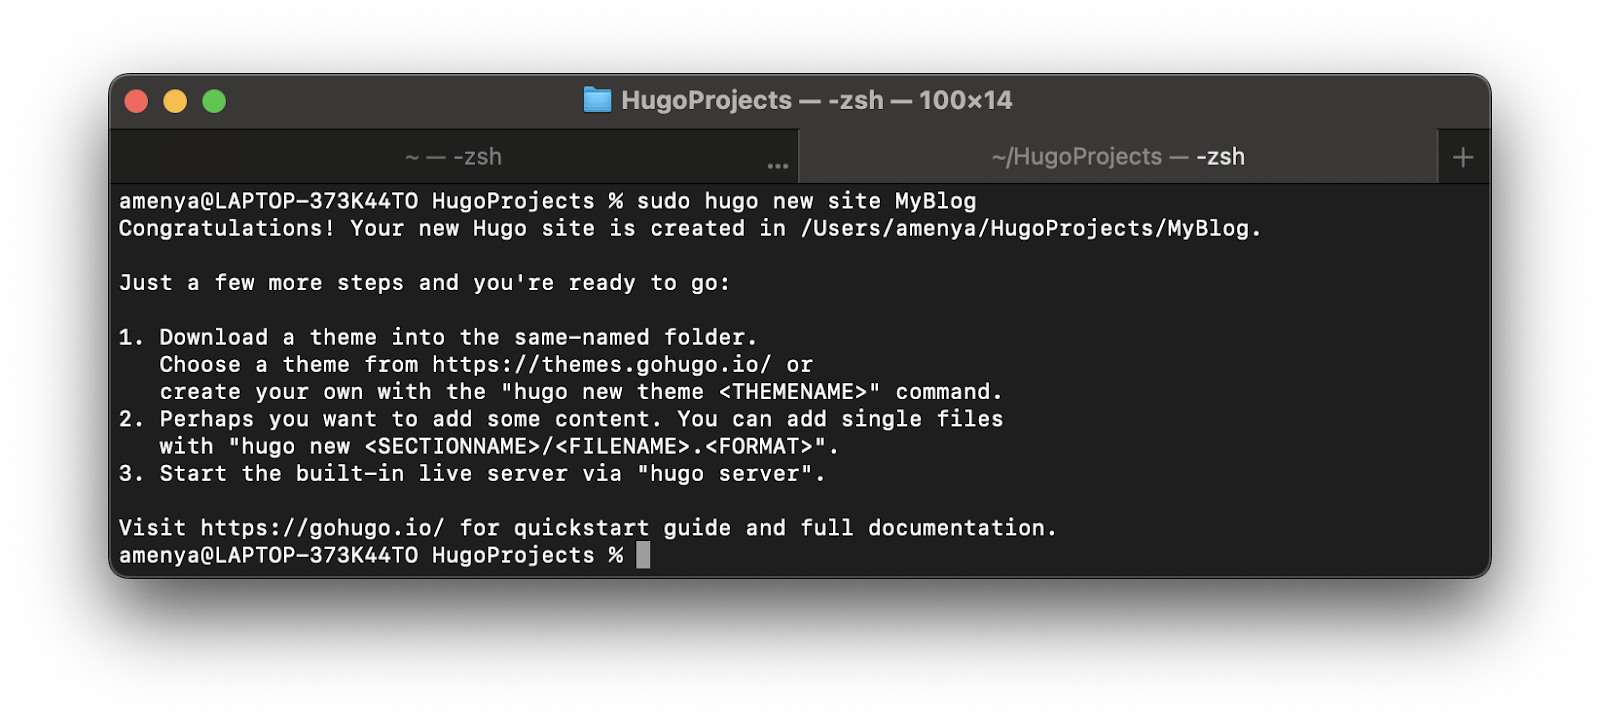 HugoProjects — -zsh — 100×14
~ — -zsh
...
~/HugoProjects — -zsh
+
amenya@LAPTOP-373K44TO HugoProjects % sudo hugo new site MyBlog
Congratulations! Your new Hugo site is created in /Users/amenya/HugoProjects/MyBlog.
Just a few more steps and you're ready to go:
1. Download a theme into the same-named folder.
   Choose a theme from https://themes.gohugo.io/ or
   create your own with the "hugo new theme <THEMENAME>" command.
2. Perhaps you want to add some content. You can add single files
   with "hugo new <SECTIONNAME>/<FILENAME>.<FORMAT>".
3. Start the built-in live server via "hugo server".
Visit https://gohugo.io/ for quickstart guide and full documentation.
amenya@LAPTOP-373K44TO HugoProjects %